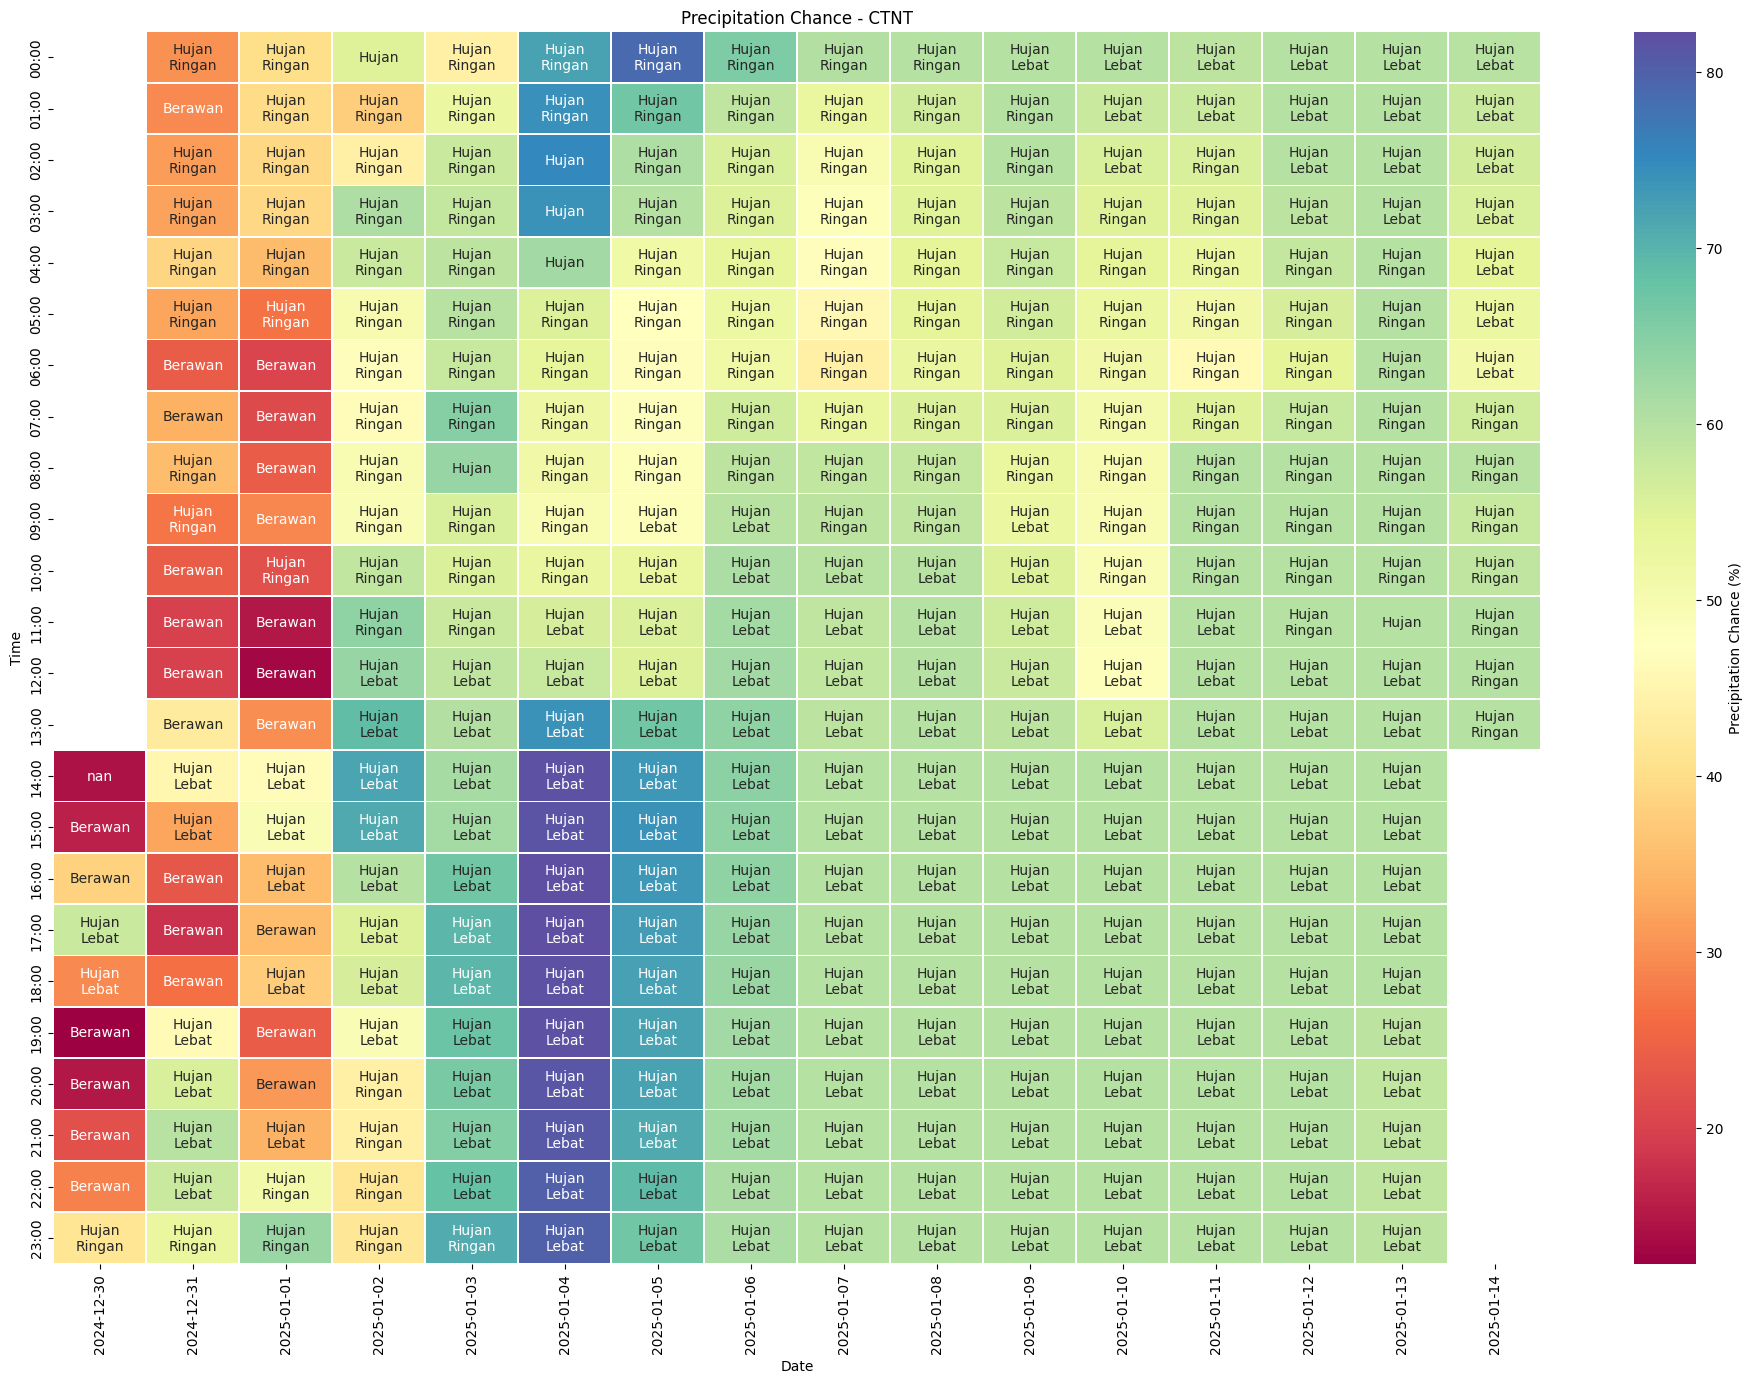 Precipitation Chance - CTNT
00:00 Hujan Ringan Hujan Ringan Hujan Hujan Ringan Hujan Ringan Hujan Ringan Hujan Ringan Hujan Ringan Hujan Ringan Hujan Lebat Hujan Lebat Hujan Lebat Hujan Lebat Hujan Lebat Hujan Lebat
01:00 Berawan Hujan Ringan Hujan Ringan Hujan Ringan Hujan Ringan Hujan Ringan Hujan Ringan Hujan Ringan Hujan Ringan Hujan Ringan Hujan Lebat Hujan Lebat Hujan Lebat Hujan Lebat Hujan Lebat
02:00 Hujan Ringan Hujan Ringan Hujan Ringan Hujan Ringan Hujan Hujan Ringan Hujan Ringan Hujan Ringan Hujan Ringan Hujan Ringan Hujan Lebat Hujan Ringan Hujan Lebat Hujan Lebat Hujan Lebat
03:00 Hujan Ringan Hujan Ringan Hujan Ringan Hujan Ringan Hujan Hujan Ringan Hujan Ringan Hujan Ringan Hujan Ringan Hujan Ringan Hujan Ringan Hujan Ringan Hujan Lebat Hujan Lebat Hujan Lebat
04:00 Hujan Ringan Hujan Ringan Hujan Ringan Hujan Ringan Hujan Hujan Ringan Hujan Ringan Hujan Ringan Hujan Ringan Hujan Ringan Hujan Ringan Hujan Ringan Hujan Ringan Hujan Ringan Hujan Lebat
05:00 Hujan Ringan Hujan Ringan Hujan Ringan Hujan Ringan Hujan Ringan Hujan Ringan Hujan Ringan Hujan Ringan Hujan Ringan Hujan Ringan Hujan Ringan Hujan Ringan Hujan Ringan Hujan Ringan Hujan Lebat
06:00 Berawan Berawan Hujan Ringan Hujan Ringan Hujan Ringan Hujan Ringan Hujan Ringan Hujan Ringan Hujan Ringan Hujan Ringan Hujan Ringan Hujan Ringan Hujan Ringan Hujan Ringan Hujan Lebat
07:00 Berawan Berawan Hujan Ringan Hujan Ringan Hujan Ringan Hujan Ringan Hujan Ringan Hujan Ringan Hujan Ringan Hujan Ringan Hujan Ringan Hujan Ringan Hujan Ringan Hujan Ringan Hujan Ringan
08:00 Hujan Ringan Berawan Hujan Ringan Hujan Hujan Ringan Hujan Ringan Hujan Ringan Hujan Ringan Hujan Ringan Hujan Ringan Hujan Ringan Hujan Ringan Hujan Ringan Hujan Ringan Hujan Ringan
09:00 Hujan Ringan Berawan Hujan Ringan Hujan Ringan Hujan Ringan Hujan Lebat Hujan Lebat Hujan Ringan Hujan Ringan Hujan Lebat Hujan Ringan Hujan Ringan Hujan Ringan Hujan Ringan Hujan Ringan
10:00 Berawan Hujan Ringan Hujan Ringan Hujan Ringan Hujan Ringan Hujan Lebat Hujan Lebat Hujan Lebat Hujan Lebat Hujan Lebat Hujan Ringan Hujan Ringan Hujan Ringan Hujan Ringan Hujan Ringan
11:00 Berawan Berawan Hujan Ringan Hujan Ringan Hujan Lebat Hujan Lebat Hujan Lebat Hujan Lebat Hujan Lebat Hujan Lebat Hujan Lebat Hujan Lebat Hujan Ringan Hujan Hujan Ringan
12:00 Berawan Berawan Hujan Lebat Hujan Lebat Hujan Lebat Hujan Lebat Hujan Lebat Hujan Lebat Hujan Lebat Hujan Lebat Hujan Lebat Hujan Lebat Hujan Lebat Hujan Lebat Hujan Ringan
13:00 Berawan Berawan Hujan Lebat Hujan Lebat Hujan Lebat Hujan Lebat Hujan Lebat Hujan Lebat Hujan Lebat Hujan Lebat Hujan Lebat Hujan Lebat Hujan Lebat Hujan Lebat Hujan Ringan
14:00 nan Hujan Lebat Hujan Lebat Hujan Lebat Hujan Lebat Hujan Lebat Hujan Lebat Hujan Lebat Hujan Lebat Hujan Lebat Hujan Lebat Hujan Lebat Hujan Lebat Hujan Lebat Hujan Lebat
15:00 Berawan Hujan Lebat Hujan Lebat Hujan Lebat Hujan Lebat Hujan Lebat Hujan Lebat Hujan Lebat Hujan Lebat Hujan Lebat Hujan Lebat Hujan Lebat Hujan Lebat Hujan Lebat Hujan Lebat
16:00 Berawan Berawan Hujan Lebat Hujan Lebat Hujan Lebat Hujan Lebat Hujan Lebat Hujan Lebat Hujan Lebat Hujan Lebat Hujan Lebat Hujan Lebat Hujan Lebat Hujan Lebat Hujan Lebat
17:00 Hujan Lebat Berawan Berawan Hujan Lebat Hujan Lebat Hujan Lebat Hujan Lebat Hujan Lebat Hujan Lebat Hujan Lebat Hujan Lebat Hujan Lebat Hujan Lebat Hujan Lebat Hujan Lebat
18:00 Hujan Lebat Berawan Hujan Lebat Hujan Lebat Hujan Lebat Hujan Lebat Hujan Lebat Hujan Lebat Hujan Lebat Hujan Lebat Hujan Lebat Hujan Lebat Hujan Lebat Hujan Lebat Hujan Lebat
19:00 Berawan Hujan Lebat Berawan Hujan Lebat Hujan Lebat Hujan Lebat Hujan Lebat Hujan Lebat Hujan Lebat Hujan Lebat Hujan Lebat Hujan Lebat Hujan Lebat Hujan Lebat Hujan Lebat
20:00 Berawan Hujan Lebat Berawan Hujan Ringan Hujan Lebat Hujan Lebat Hujan Lebat Hujan Lebat Hujan Lebat Hujan Lebat Hujan Lebat Hujan Lebat Hujan Lebat Hujan Lebat Hujan Lebat
21:00 Berawan Hujan Lebat Hujan Lebat Hujan Ringan Hujan Lebat Hujan Lebat Hujan Lebat Hujan Lebat Hujan Lebat Hujan Lebat Hujan Lebat Hujan Lebat Hujan Lebat Hujan Lebat Hujan Lebat
22:00 Berawan Hujan Lebat Hujan Ringan Hujan Ringan Hujan Lebat Hujan Lebat Hujan Lebat Hujan Lebat Hujan Lebat Hujan Lebat Hujan Lebat Hujan Lebat Hujan Lebat Hujan Lebat Hujan Lebat
23:00 Hujan Ringan Hujan Ringan Hujan Ringan Hujan Ringan Hujan Ringan Hujan Lebat Hujan Lebat Hujan Lebat Hujan Lebat Hujan Lebat Hujan Lebat Hujan Lebat Hujan Lebat Hujan Lebat Hujan Lebat
Time
2024-12-30 2024-12-31 2025-01-01 2025-01-02 2025-01-03 2025-01-04 2025-01-05 2025-01-06 2025-01-07 2025-01-08 2025-01-09 2025-01-10 2025-01-11 2025-01-12 2025-01-13 2025-01-14
Date
80
70
60
50
40
30
20
Precipitation Chance (%)